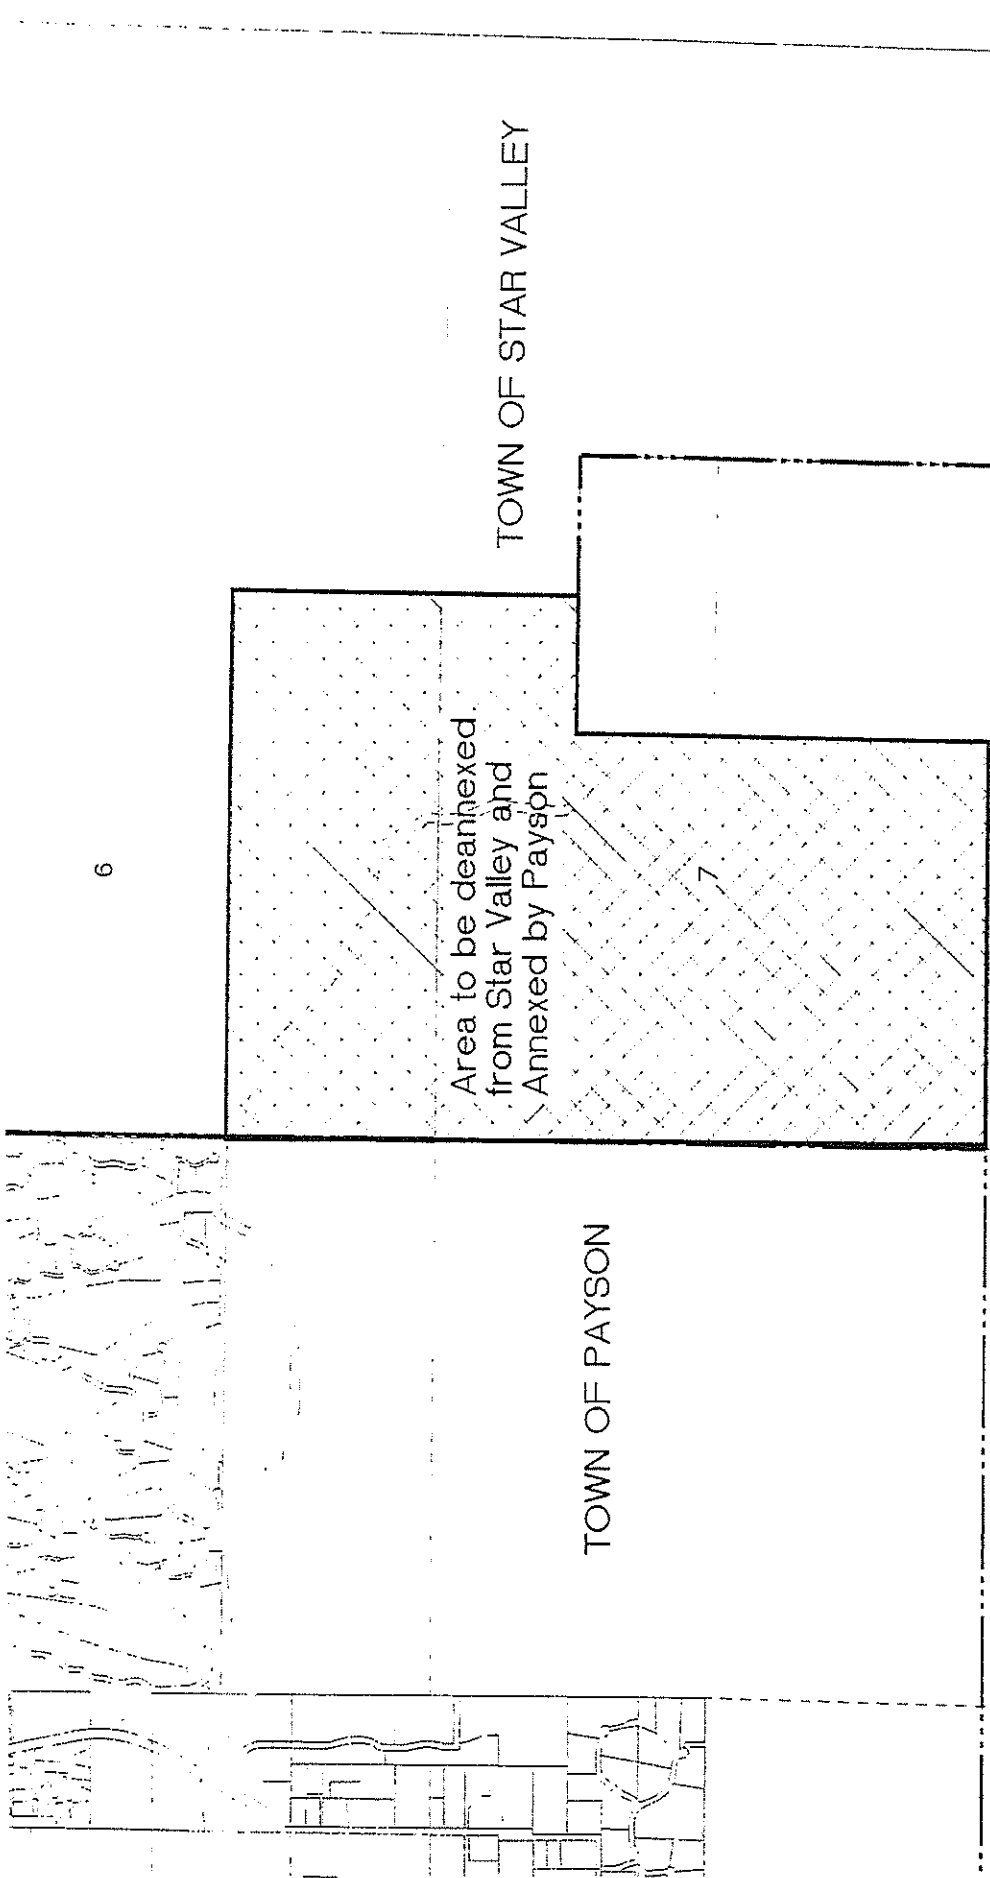 6
TOWN OF STAR VALLEY
Area to be deannexed
from Star Valley and
Annexed by Payson
7
TOWN OF PAYSON